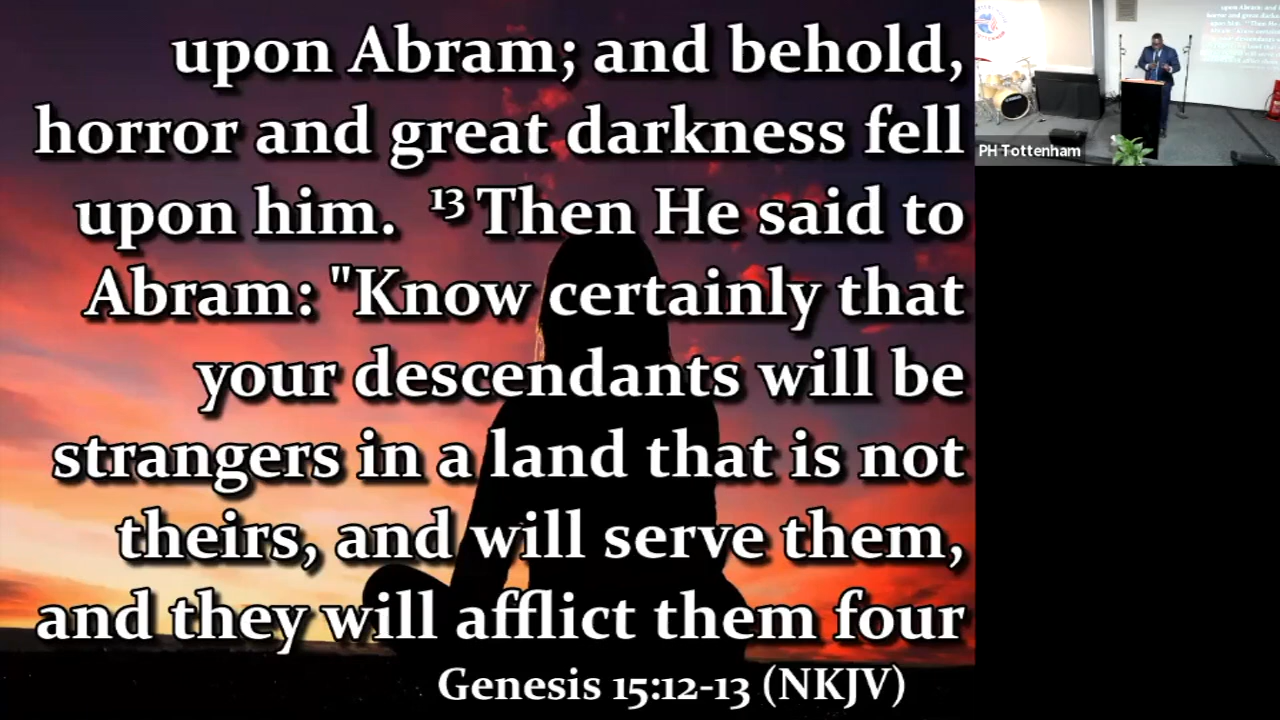 upon Abram; and behold,
horror and great darkness fell
upon him. ¹³Then He said to
Abram: "Know certainly that
your descendants will be
strangers in a land that is not
theirs, and will serve them,
and they will afflict them four
Genesis 15:12-13 (NKJV)
PH Tottenham